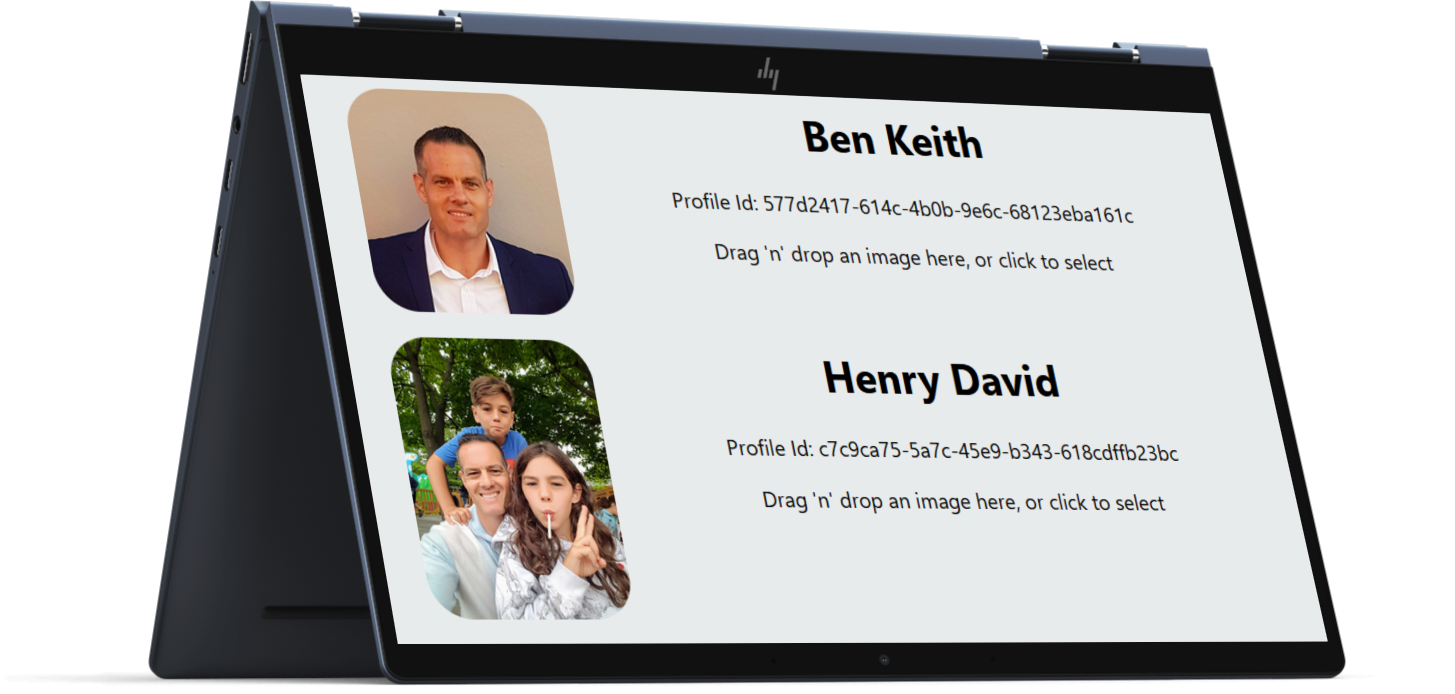 Ben Keith
Profile Id: 577d2417-614c-4b0b-9e6c-68123eba161c
Drag 'n' drop an image here, or click to select
Henry David
Profile Id: c7c9ca75-5a7c-45e9-b343-618cdffb23bc
Drag 'n' drop an image here, or click to select